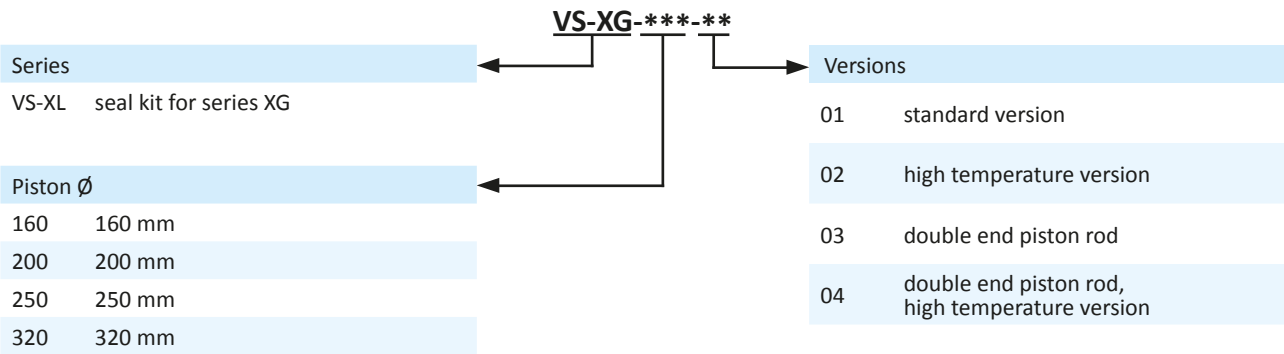 VS-XG-***-**
Series
VS-XL seal kit for series XG
Piston Ø
160 160 mm
200 200 mm
250 250 mm
320 320 mm
Versions
01 standard version
02 high temperature version
03 double end piston rod
04 double end piston rod,
high temperature version